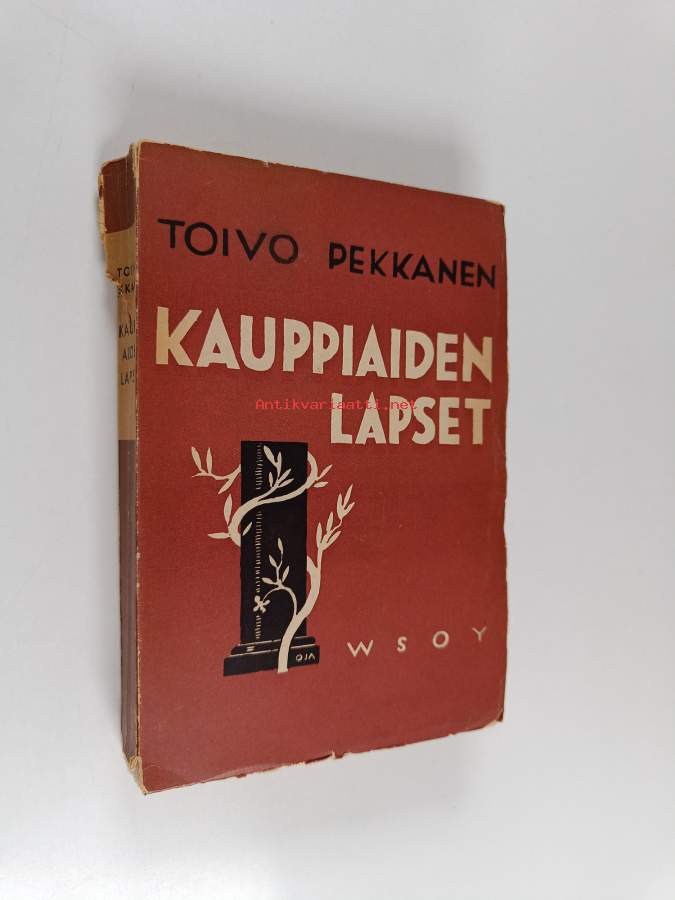 TOIVO PEKKANEN
KAUPPIAIDEN
LAPSET
Antikvariaatti.net
OJA
WSOY